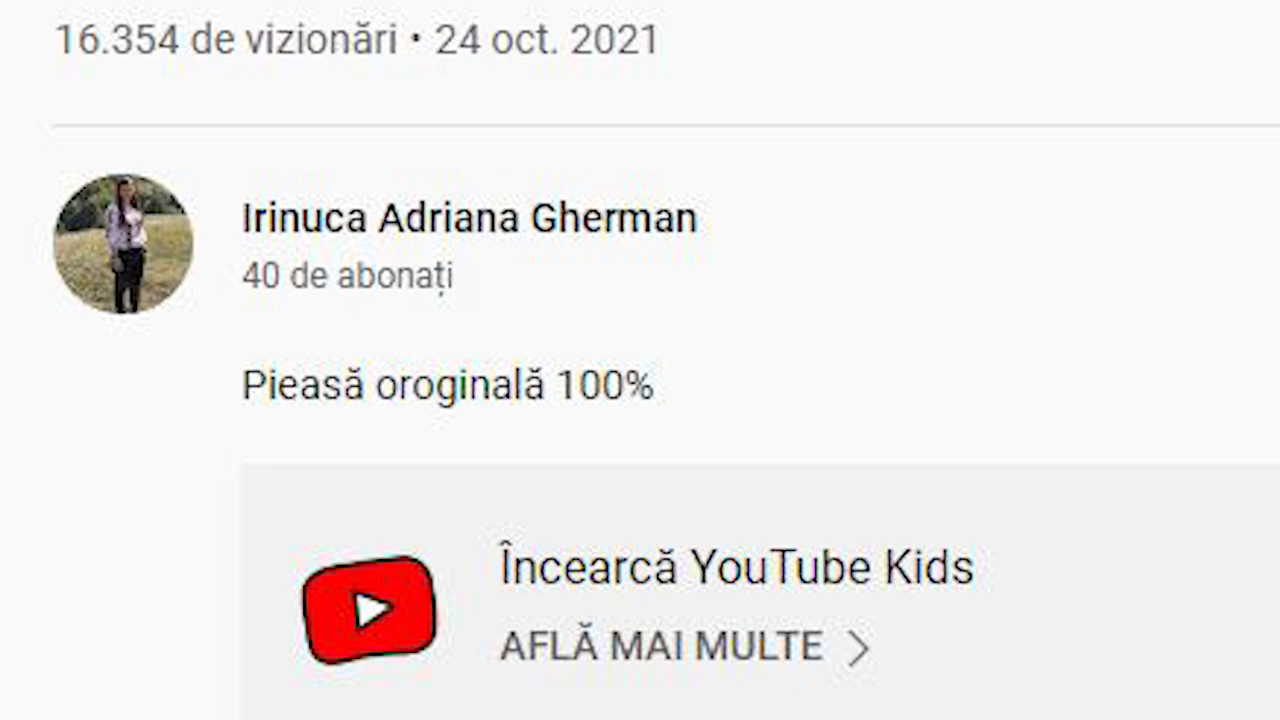 16.354 de vizionări • 24 oct. 2021
Irinuca Adriana Gherman
40 de abonați
Pieasă oroginală 100%
Încearcă YouTube Kids
AFLĂ MAI MULTE